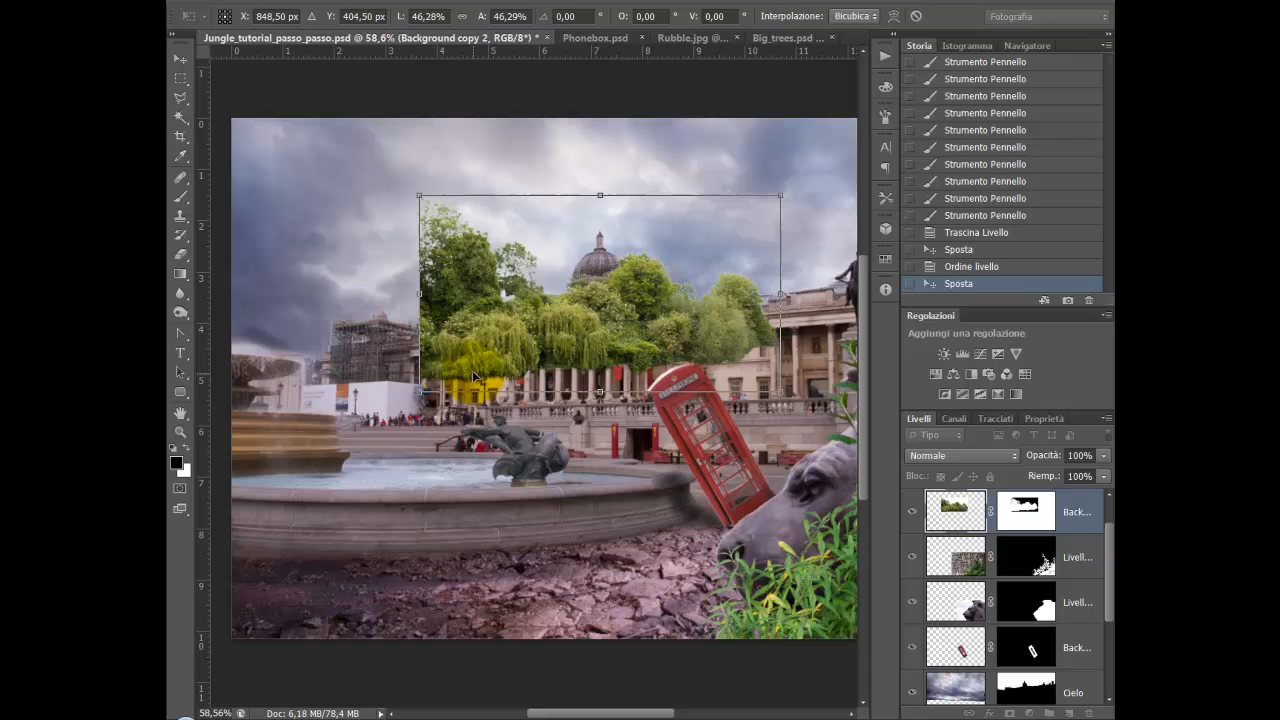 X: 848,50 px Y: 404,50 px L: 46,28% A: 46,29% 0,00 ° O: 0,00 ° V: 0,00 ° Interpolazione: Bicubica Fotografia
Jungle_tutorial_passo_passo.psd @ 58,6% (Background copy 2, RGB/8*) * × Phonebox.psd × Rubble.jpg @... × Big_trees.psd ... ×
Storia Istogramma Navigatore
Strumento Pennello
Strumento Pennello
Strumento Pennello
Strumento Pennello
Strumento Pennello
Strumento Pennello
Strumento Pennello
Strumento Pennello
Strumento Pennello
Strumento Pennello
Trascina Livello
Sposta
Ordine livello
Sposta
Regolazioni
Aggiungi una regolazione
Livelli Canali Tracciati Proprietà
Tipo
Normale Opacità: 100%
Bloc.: Riemp.: 100%
Back...
Livell...
Livell...
Back...
Cielo
TELEPHONE
58,56% Doc: 6,18 MB/78,4 MB